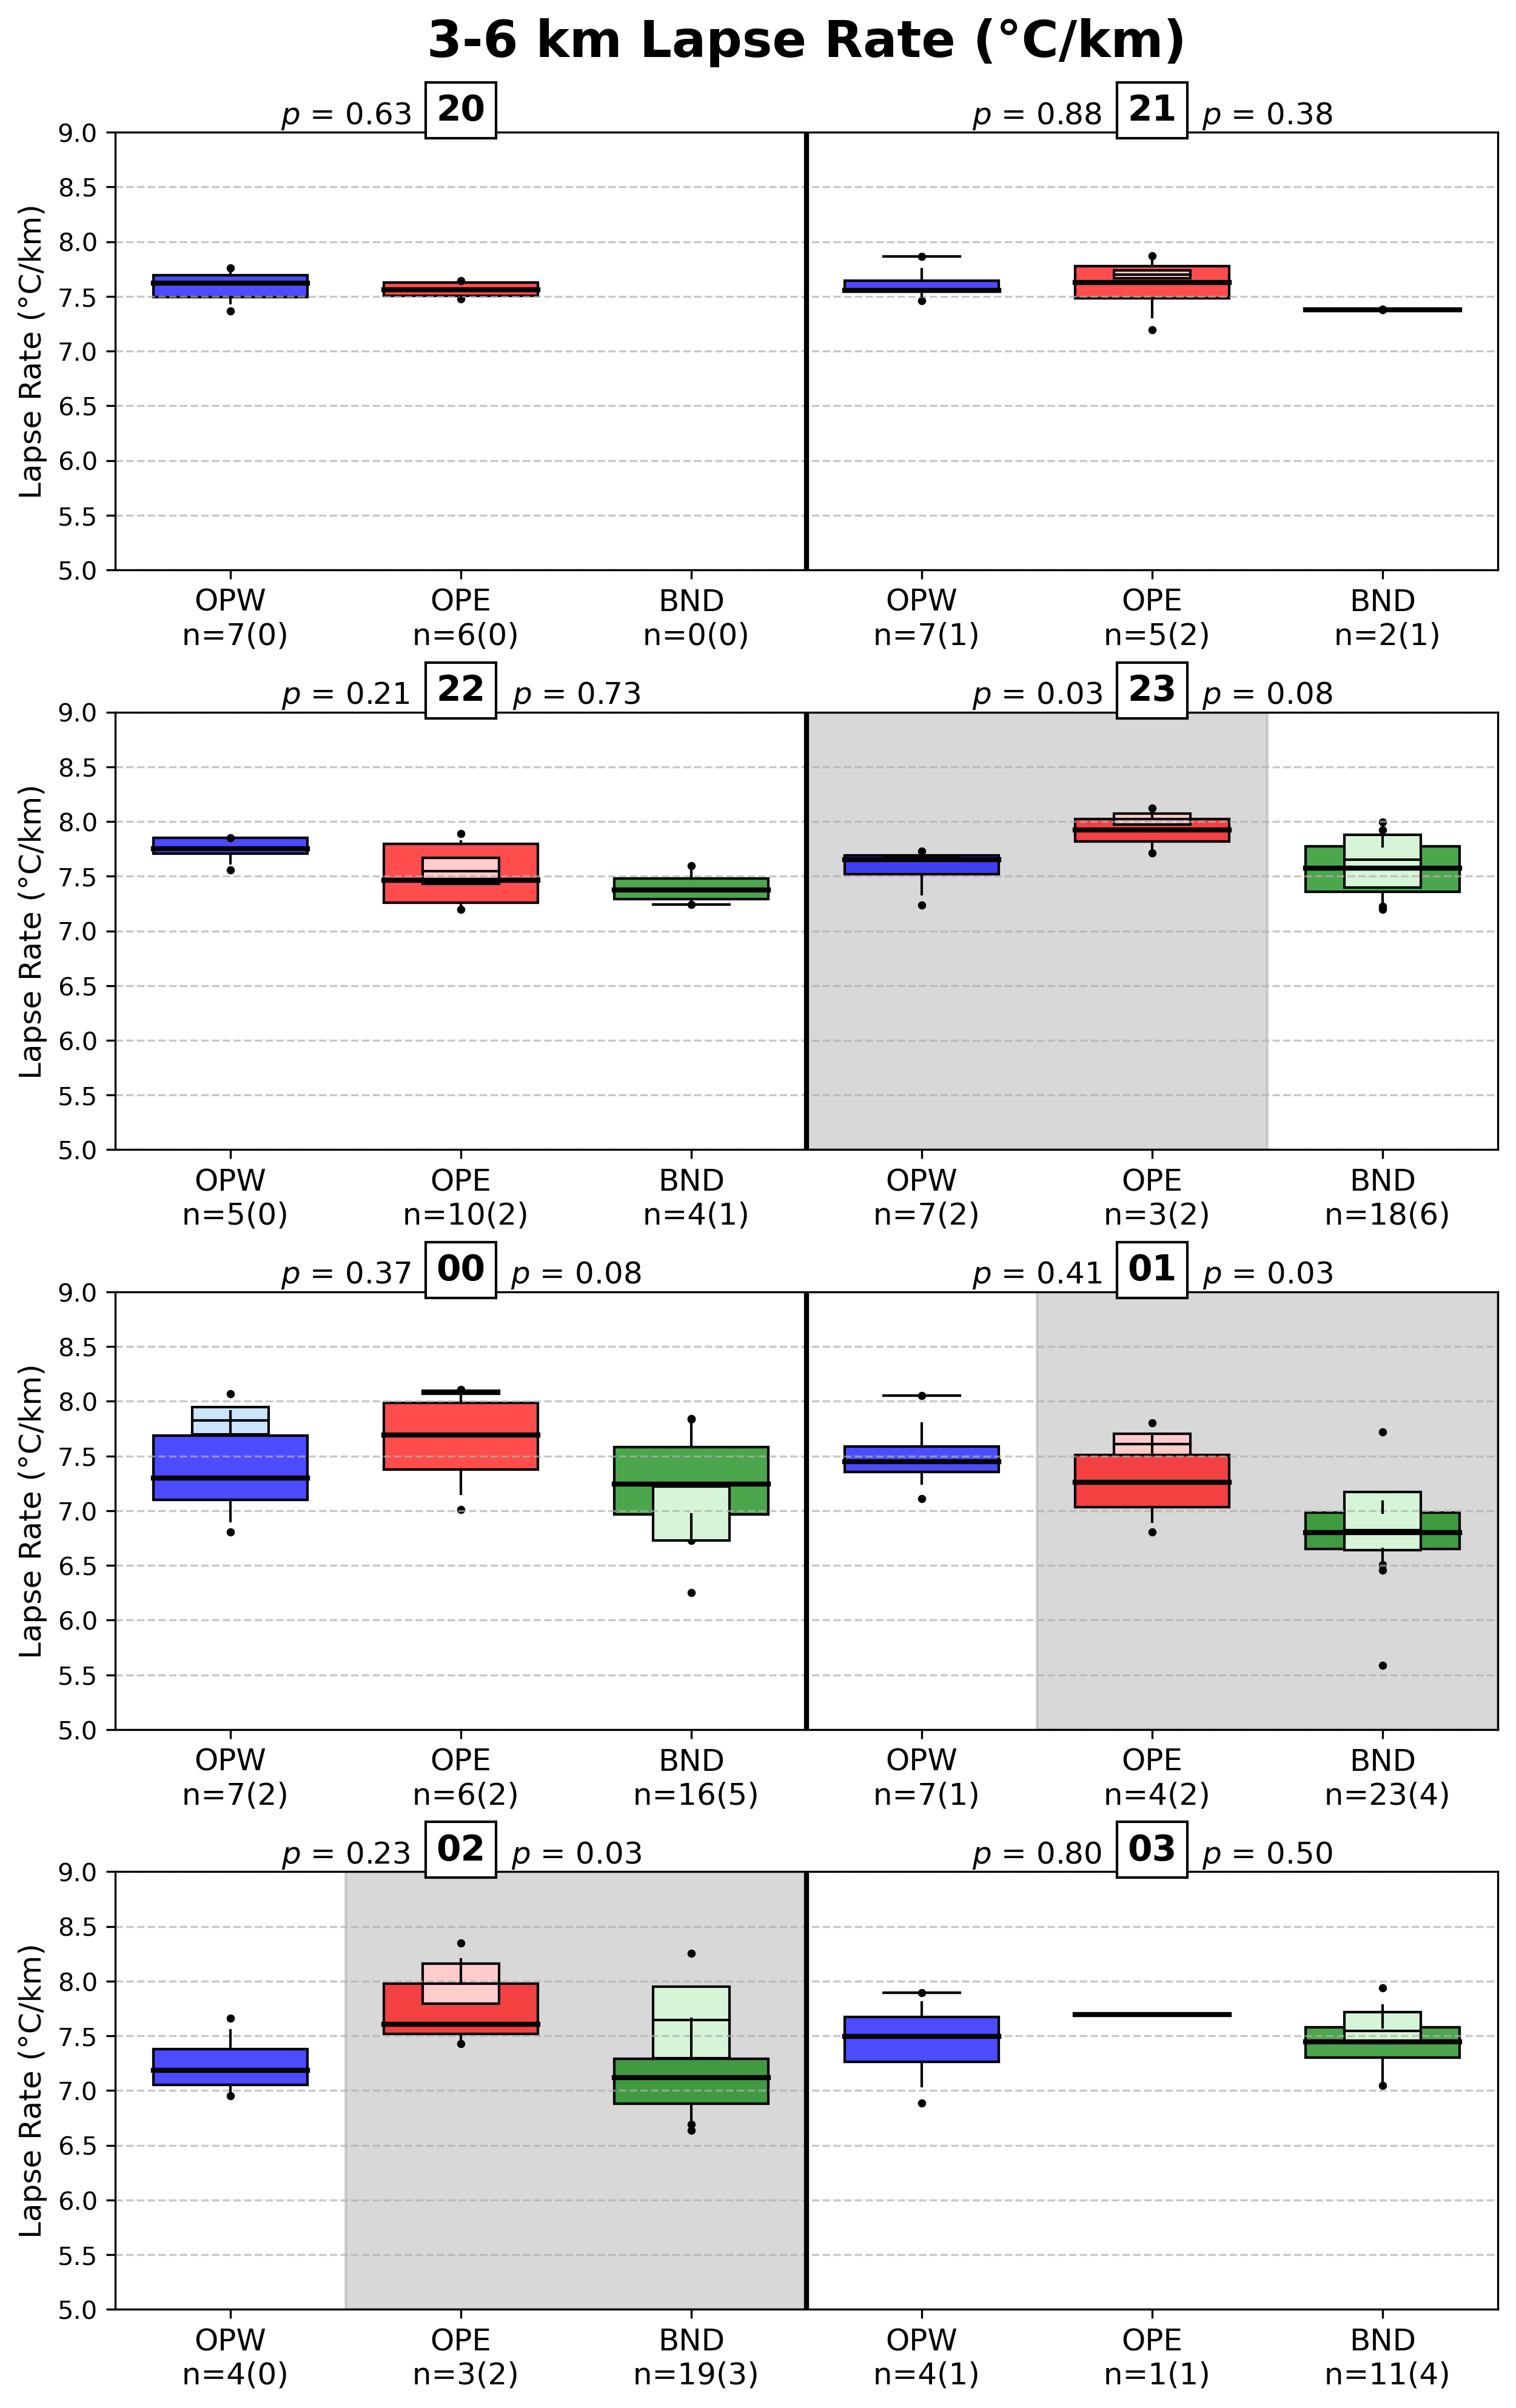 3-6 km Lapse Rate (°C/km)
p = 0.63 20
p = 0.88 21 p = 0.38
Lapse Rate (°C/km)
9.0
8.5
8.0
7.5
7.0
6.5
6.0
5.5
5.0
OPW OPE BND OPW OPE BND
n=7(0) n=6(0) n=0(0) n=7(1) n=5(2) n=2(1)
p = 0.21 22 p = 0.73
p = 0.03 23 p = 0.08
Lapse Rate (°C/km)
9.0
8.5
8.0
7.5
7.0
6.5
6.0
5.5
5.0
OPW OPE BND OPW OPE BND
n=5(0) n=10(2) n=4(1) n=7(2) n=3(2) n=18(6)
p = 0.37 00 p = 0.08
p = 0.41 01 p = 0.03
Lapse Rate (°C/km)
9.0
8.5
8.0
7.5
7.0
6.5
6.0
5.5
5.0
OPW OPE BND OPW OPE BND
n=7(2) n=6(2) n=16(5) n=7(1) n=4(2) n=23(4)
p = 0.23 02 p = 0.03
p = 0.80 03 p = 0.50
Lapse Rate (°C/km)
9.0
8.5
8.0
7.5
7.0
6.5
6.0
5.5
5.0
OPW OPE BND OPW OPE BND
n=4(0) n=3(2) n=19(3) n=4(1) n=1(1) n=11(4)